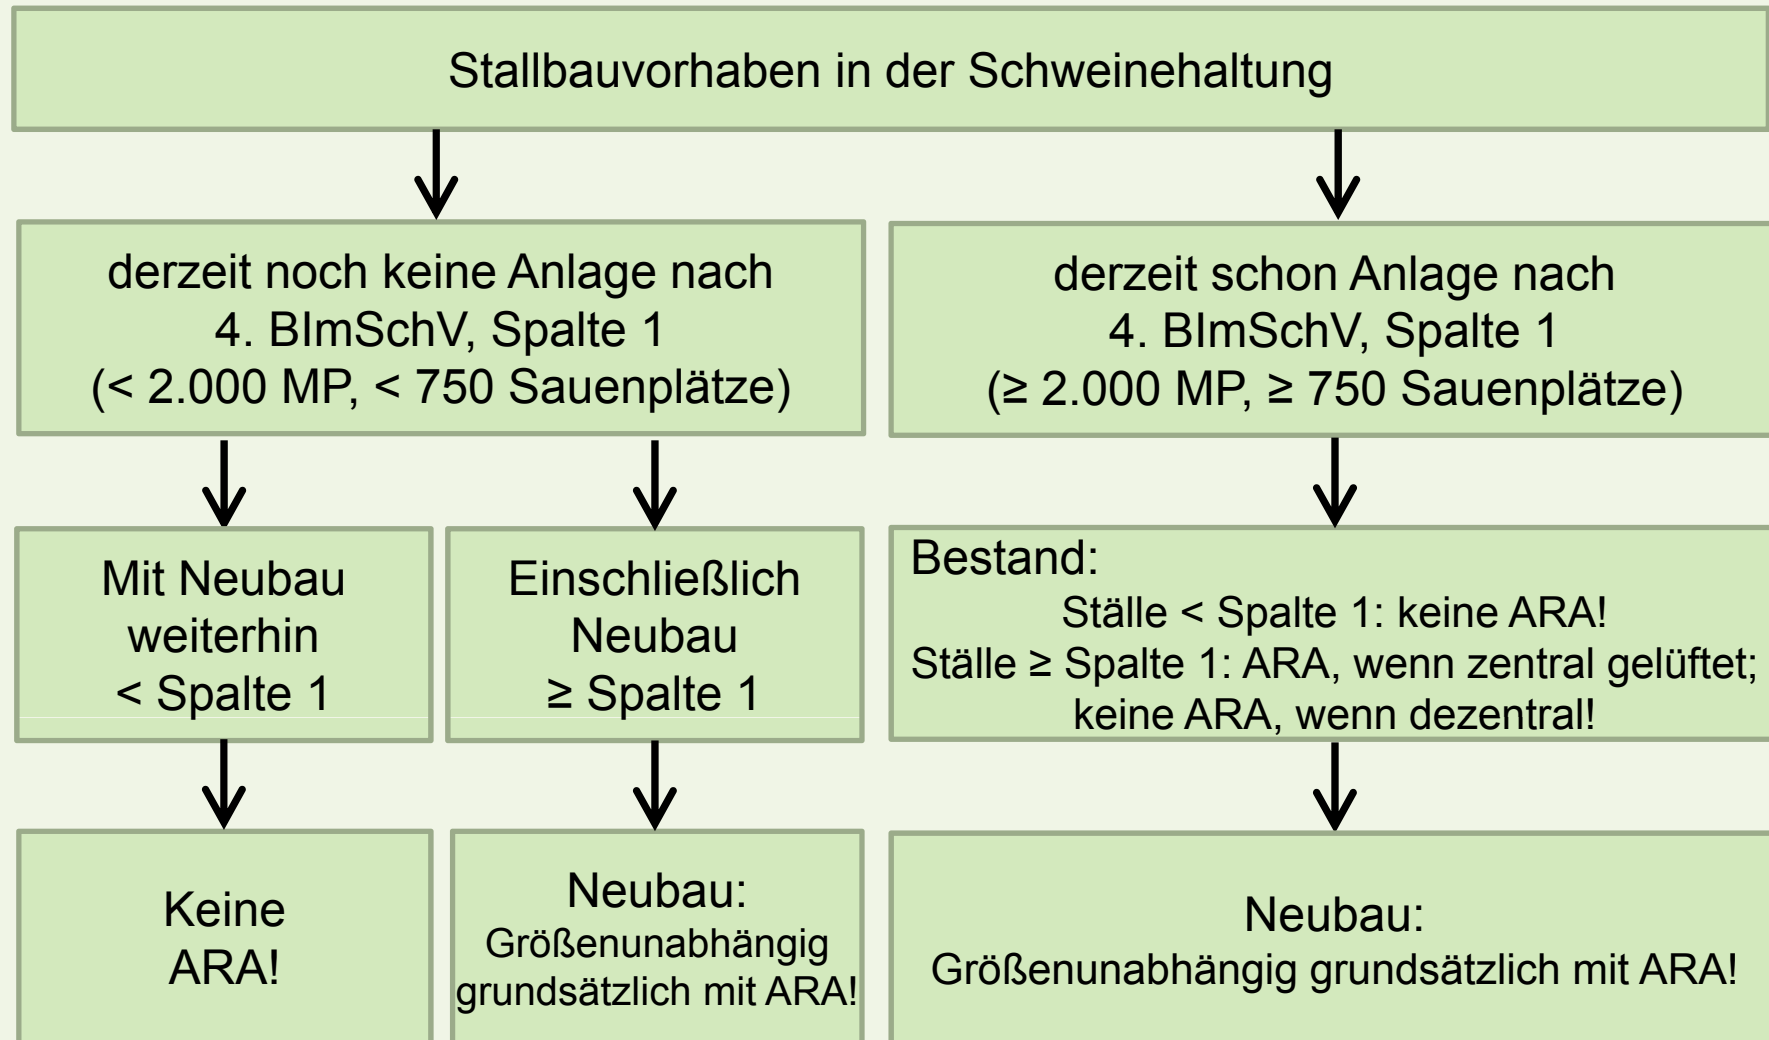 Stallbauvorhaben in der Schweinehaltung
derzeit noch keine Anlage nach
4. BImSchV, Spalte 1
(< 2.000 MP, < 750 Sauenplätze)
derzeit schon Anlage nach
4. BImSchV, Spalte 1
(≥ 2.000 MP, ≥ 750 Sauenplätze)
Mit Neubau
weiterhin
< Spalte 1
Einschließlich
Neubau
≥ Spalte 1
Bestand:
Ställe < Spalte 1: keine ARA!
Ställe ≥ Spalte 1: ARA, wenn zentral gelüftet;
keine ARA, wenn dezentral!
Keine
ARA!
Neubau:
Größenunabhängig
grundsätzlich mit ARA!
Neubau:
Größenunabhängig grundsätzlich mit ARA!